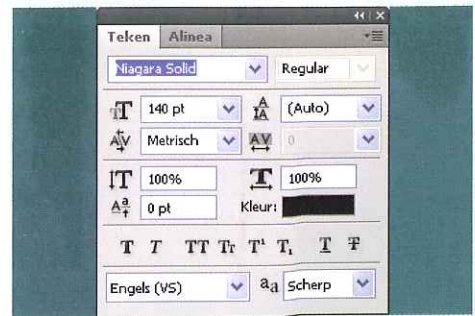 Teken Alinea
Niagara Solid Regular
140 pt (Auto)
Metrisch 0
100% 100%
0 pt Kleur:
T T TT Tr T¹ T₁ T T
Engels (VS) aa Scherp